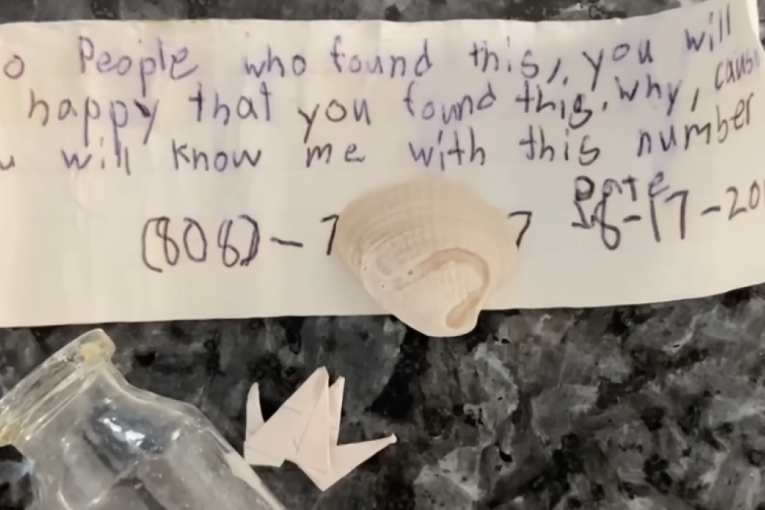 o People who found this, you will
happy that you found this. Why, caus
u will know me with this number
Date
(808)-7 7 8-17-20